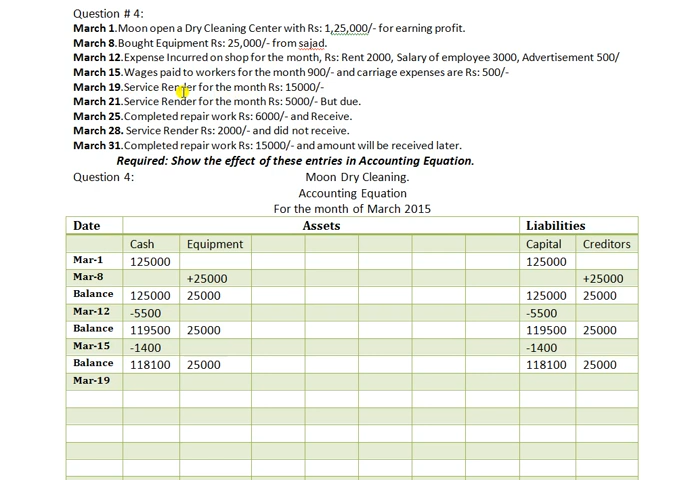 Question # 4:
March 1.Moon open a Dry Cleaning Center with Rs: 1,25,000/- for earning profit.
March 8.Bought Equipment Rs: 25,000/- from sajad.
March 12.Expense Incurred on shop for the month, Rs: Rent 2000, Salary of employee 3000, Advertisement 500/
March 15.Wages paid to workers for the month 900/- and carriage expenses are Rs: 500/-
March 19.Service Render for the month Rs: 15000/-
March 21.Service Render for the month Rs: 5000/- But due.
March 25.Completed repair work Rs: 6000/- and Receive.
March 28. Service Render Rs: 2000/- and did not receive.
March 31.Completed repair work Rs: 15000/- and amount will be received later.
Required: Show the effect of these entries in Accounting Equation.
Question 4: Moon Dry Cleaning.
Accounting Equation
For the month of March 2015
Date Assets Liabilities
Cash Equipment Capital Creditors
Mar-1 125000 125000
Mar-8 +25000 +25000
Balance 125000 25000 125000 25000
Mar-12 -5500 -5500
Balance 119500 25000 119500 25000
Mar-15 -1400 -1400
Balance 118100 25000 118100 25000
Mar-19